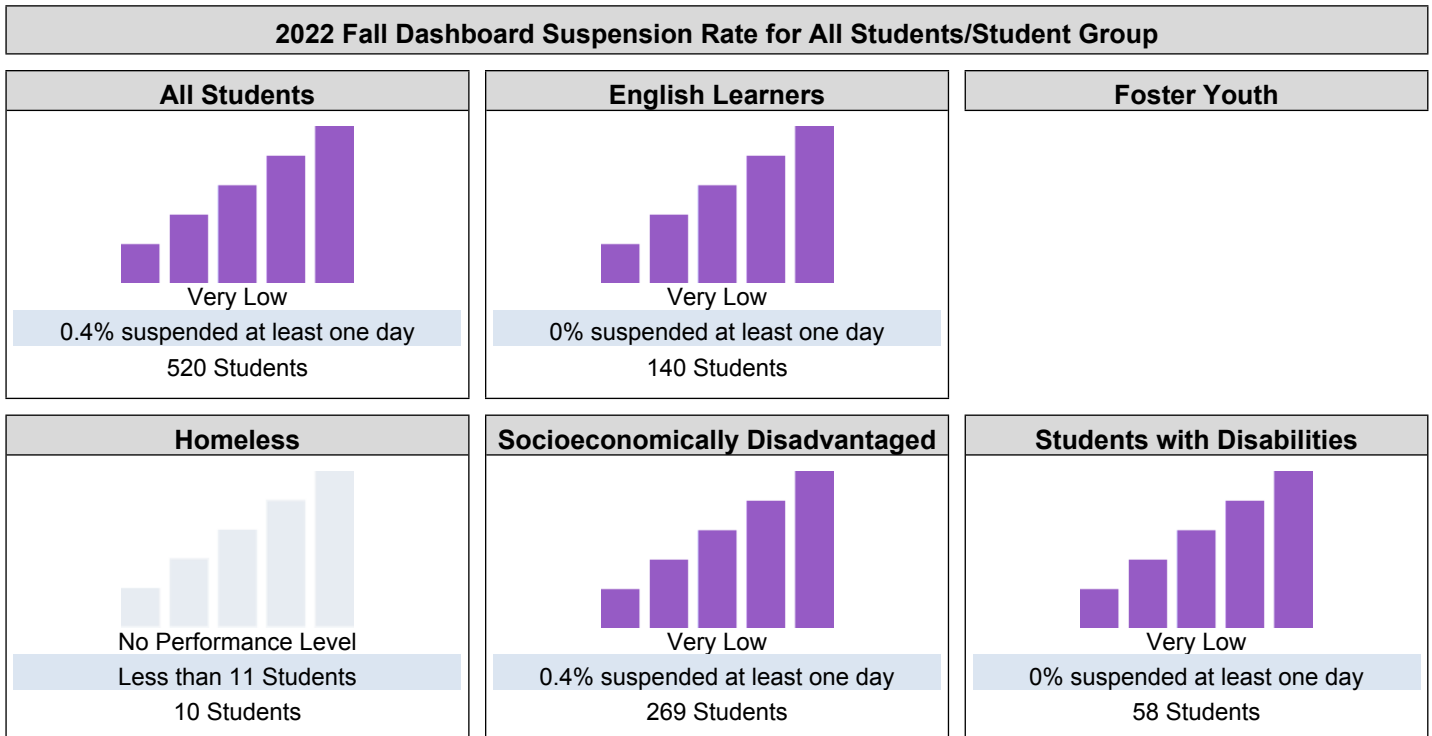 2022 Fall Dashboard Suspension Rate for All Students/Student Group
All Students
Very Low
0.4% suspended at least one day
520 Students
English Learners
Very Low
0% suspended at least one day
140 Students
Foster Youth
Homeless
No Performance Level
Less than 11 Students
10 Students
Socioeconomically Disadvantaged
Very Low
0.4% suspended at least one day
269 Students
Students with Disabilities
Very Low
0% suspended at least one day
58 Students